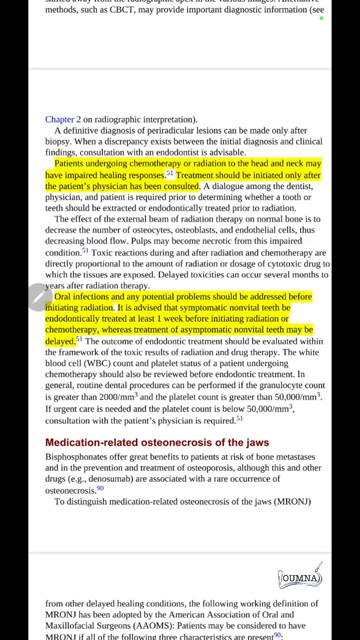 methods, such as CBCT, may provide important diagnostic information (see
Chapter 2 on radiographic interpretation).
A definitive diagnosis of periradicular lesions can be made only after
biopsy. When a discrepancy exists between the initial diagnosis and clinical
findings, consultation with an endodontist is advisable.
Patients undergoing chemotherapy or radiation to the head and neck may
have impaired healing responses.51 Treatment should be initiated only after
the patient's physician has been consulted. A dialogue among the dentist,
physician, and patient is required prior to determining whether a tooth or
teeth should be extracted or endodontically treated prior to radiation.
The effect of the external beam of radiation therapy on normal bone is to
decrease the number of osteocytes, osteoblasts, and endothelial cells, thus
decreasing blood flow. Pulps may become necrotic from this impaired
condition.51 Toxic reactions during and after radiation and chemotherapy are
directly proportional to the amount of radiation or dosage of cytotoxic drug to
which the tissues are exposed. Delayed toxicities can occur several months to
years after radiation therapy.
Oral infections and any potential problems should be addressed before
initiating radiation. It is advised that symptomatic nonvital teeth be
endodontically treated at least 1 week before initiating radiation or
chemotherapy, whereas treatment of asymptomatic nonvital teeth may be
delayed.51 The outcome of endodontic treatment should be evaluated within
the framework of the toxic results of radiation and drug therapy. The white
blood cell (WBC) count and platelet status of a patient undergoing
chemotherapy should also be reviewed before endodontic treatment. In
general, routine dental procedures can be performed if the granulocyte count
is greater than 2000/mm3 and the platelet count is greater than 50,000/mm3.
If urgent care is needed and the platelet count is below 50,000/mm3,
consultation with the patient's physician is required.51
Medication-related osteonecrosis of the jaws
Bisphosphonates offer great benefits to patients at risk of bone metastases
and in the prevention and treatment of osteoporosis, although this and other
drugs (e.g., denosumab) are associated with a rare occurrence of
osteonecrosis.90
To distinguish medication-related osteonecrosis of the jaws (MRONJ)
OUMNA
from other delayed healing conditions, the following working definition of
MRONJ has been adopted by the American Association of Oral and
Maxillofacial Surgeons (AAOMS): Patients may be considered to have
MRONJ if all of the following three characteristics are present90: